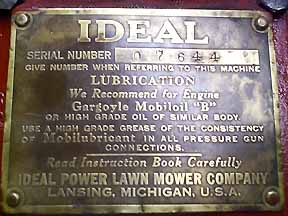 IDEAL
SERIAL NUMBER 07644
GIVE NUMBER WHEN REFERRING TO THIS MACHINE
LUBRICATION
We Recommend for Engine
Gargoyle Mobiloil "B"
OR HIGH GRADE OIL OF SIMILAR BODY.
USE A HIGH GRADE GREASE OF THE CONSISTENCY
or Mobilubricant IN ALL PRESSURE GUN
CONNECTIONS.
Read Instruction Book Carefully
IDEAL POWER LAWN MOWER COMPANY
LANSING, MICHIGAN, U.S.A.